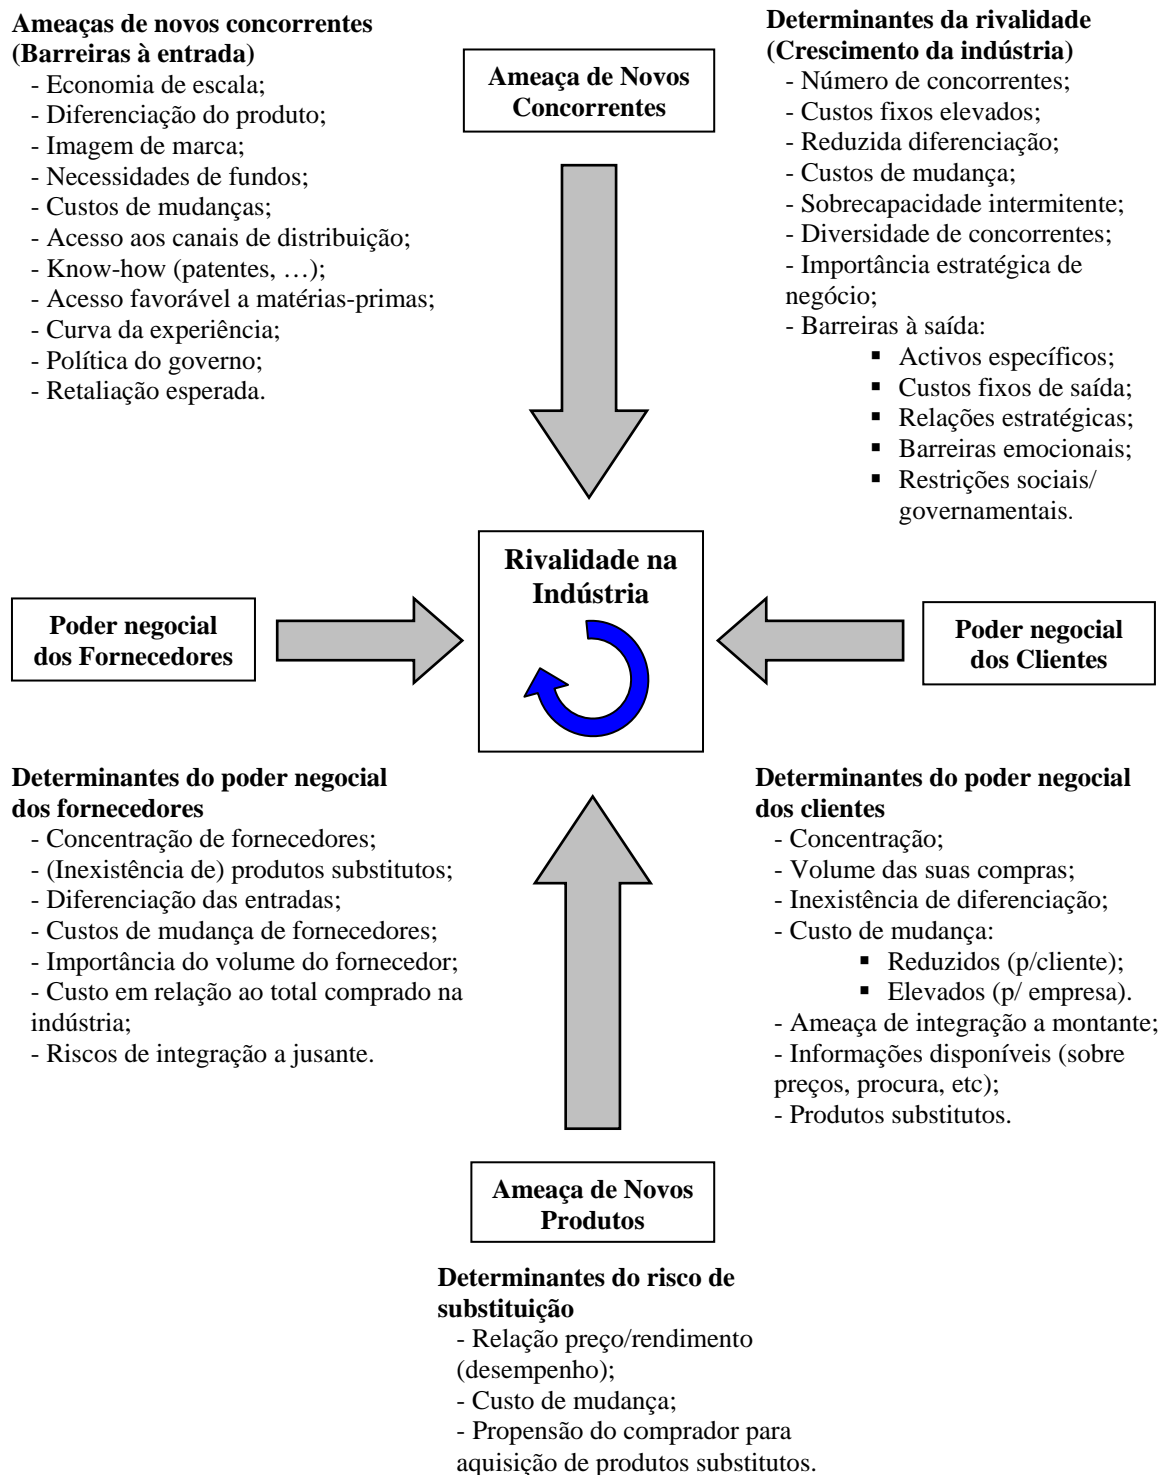 Ameaças de novos concorrentes
(Barreiras à entrada)
- Economia de escala;
- Diferenciação do produto;
- Imagem de marca;
- Necessidades de fundos;
- Custos de mudanças;
- Acesso aos canais de distribuição;
- Know-how (patentes, …);
- Acesso favorável a matérias-primas;
- Curva da experiência;
- Política do governo;
- Retaliação esperada.
Ameaça de Novos
Concorrentes
Determinantes da rivalidade
(Crescimento da indústria)
- Número de concorrentes;
- Custos fixos elevados;
- Reduzida diferenciação;
- Custos de mudança;
- Sobrecapacidade intermitente;
- Diversidade de concorrentes;
- Importância estratégica de
negócio;
- Barreiras à saída:
▪ Activos específicos;
▪ Custos fixos de saída;
▪ Relações estratégicas;
▪ Barreiras emocionais;
▪ Restrições sociais/
governamentais.
Poder negocial
dos Fornecedores
Rivalidade na
Indústria
Poder negocial
dos Clientes
Determinantes do poder negocial
dos fornecedores
- Concentração de fornecedores;
- (Inexistência de) produtos substitutos;
- Diferenciação das entradas;
- Custos de mudança de fornecedores;
- Importância do volume do fornecedor;
- Custo em relação ao total comprado na
indústria;
- Riscos de integração a jusante.
Determinantes do poder negocial
dos clientes
- Concentração;
- Volume das suas compras;
- Inexistência de diferenciação;
- Custo de mudança:
▪ Reduzidos (p/cliente);
▪ Elevados (p/ empresa).
- Ameaça de integração a montante;
- Informações disponíveis (sobre
preços, procura, etc);
- Produtos substitutos.
Ameaça de Novos
Produtos
Determinantes do risco de
substituição
- Relação preço/rendimento
(desempenho);
- Custo de mudança;
- Propensão do comprador para
aquisição de produtos substitutos.